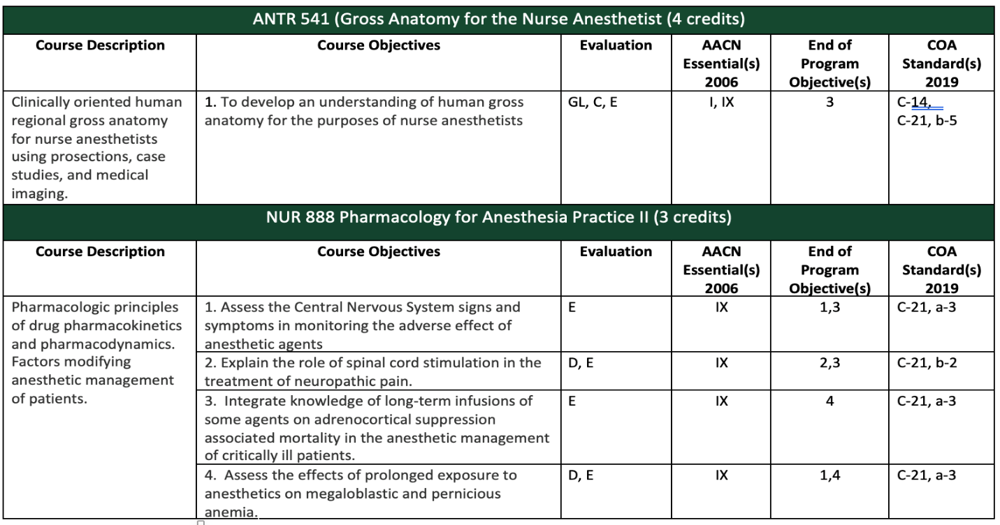 ANTR 541 (Gross Anatomy for the Nurse Anesthetist (4 credits)
Course Description
Course Objectives
Evaluation
AACN
Essential(s)
2006
End of
Program
Objective(s)
COA
Standard(s)
2019
Clinically oriented human
regional gross anatomy
for nurse anesthetists
using prosections, case
studies, and medical
imaging.
1. To develop an understanding of human gross
anatomy for the purposes of nurse anesthetists
GL, C, E
I, IX
3
C-14,
C-21, b-5
NUR 888 Pharmacology for Anesthesia Practice II (3 credits)
Course Description
Course Objectives
Evaluation
AACN
Essential(s)
2006
End of
Program
Objective(s)
COA
Standard(s)
2019
Pharmacologic principles
of drug pharmacokinetics
and pharmacodynamics.
Factors modifying
anesthetic management
of patients.
1. Assess the Central Nervous System signs and
symptoms in monitoring the adverse effect of
anesthetic agents
E
IX
1,3
C-21, a-3
2. Explain the role of spinal cord stimulation in the
treatment of neuropathic pain.
D, E
IX
2,3
C-21, b-2
3. Integrate knowledge of long-term infusions of
some agents on adrenocortical suppression
associated mortality in the anesthetic management
of critically ill patients.
E
IX
4
C-21, a-3
4. Assess the effects of prolonged exposure to
anesthetics on megaloblastic and pernicious
anemia.
D, E
IX
1,4
C-21, a-3